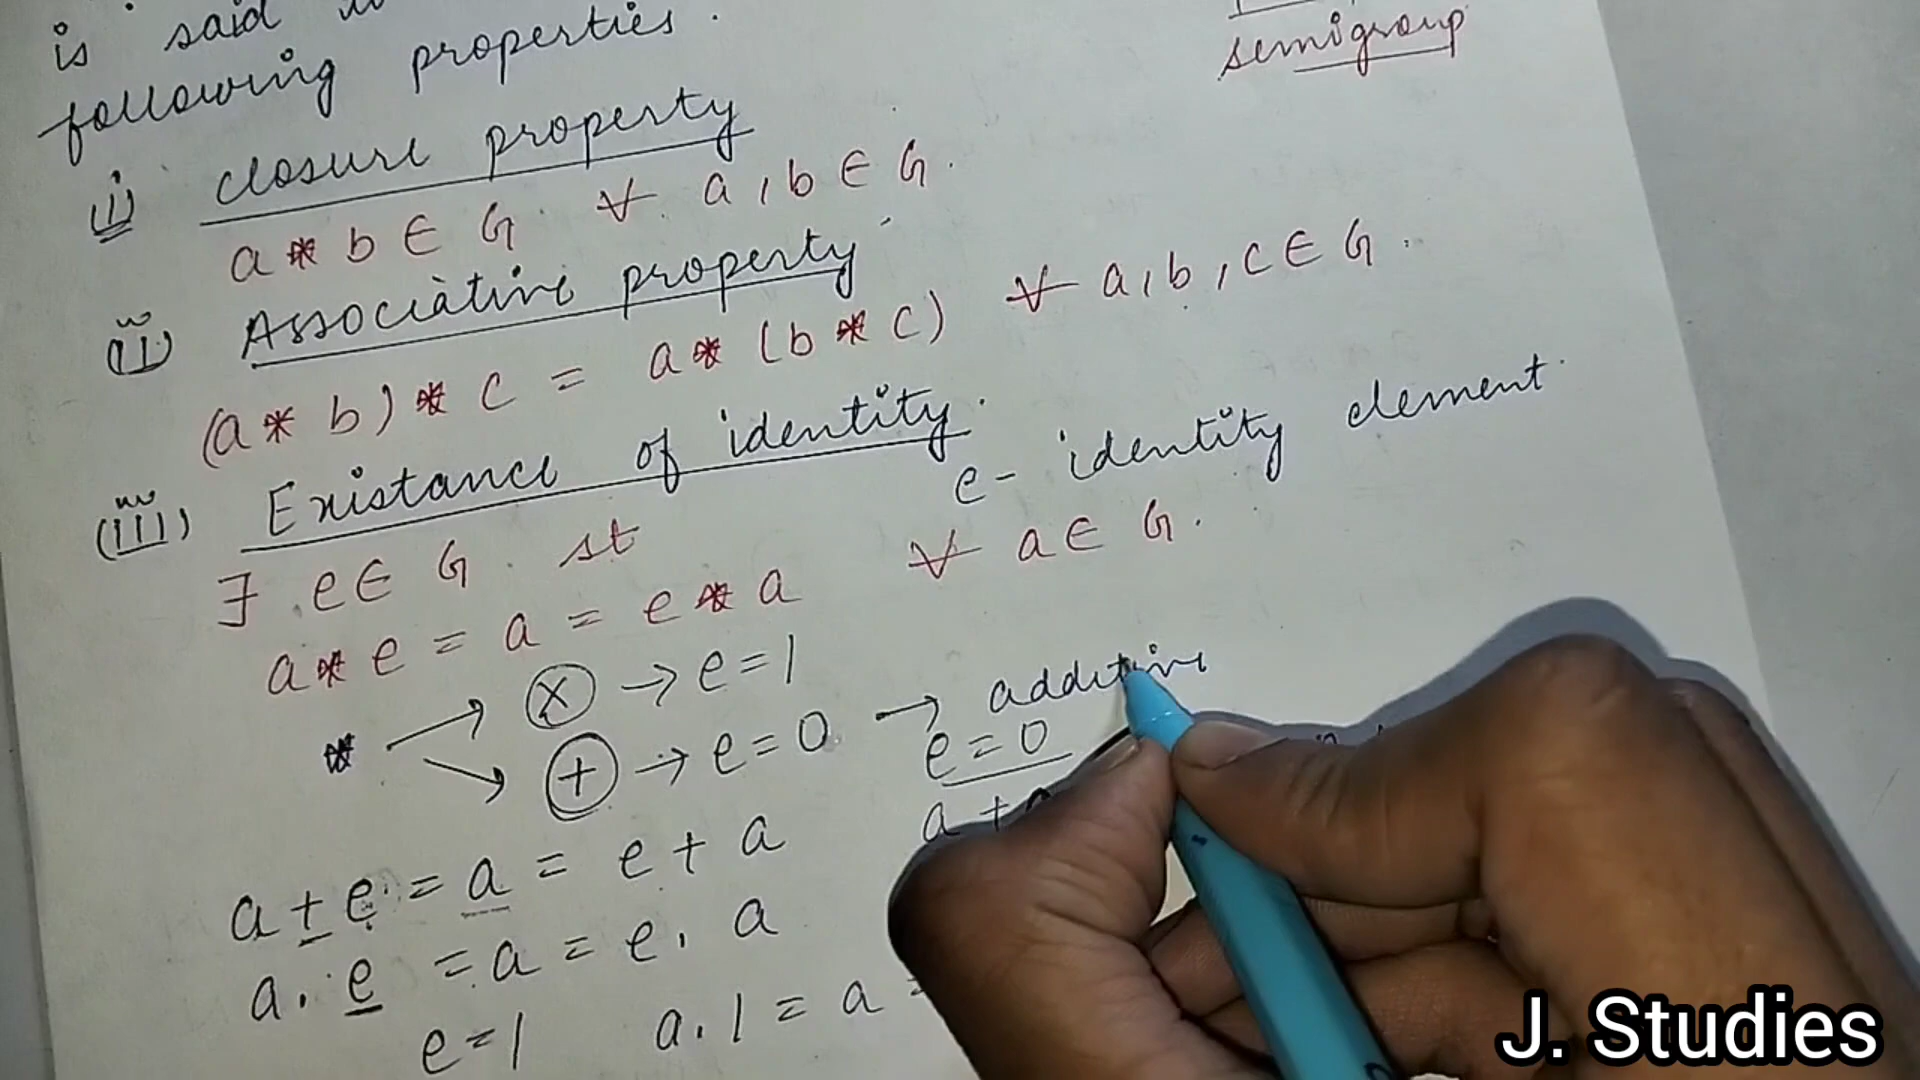 is said
following properties.
semigroup
(i) closure property
a * b ∈ G ∀ a, b ∈ G.
(ii) Associative property
(a * b) * c = a * (b * c) ∀ a, b, c ∈ G.
(iii) Existance of identity.
e - identity element.
∃ e ∈ G st
a * e = a = e * a ∀ a ∈ G.
* → ⊗ → e = 1
→ ⊕ → e = 0 → additive
e = 0
a + e = a = e + a
a +
a . e = a = e . a
e = 1 a . 1 = a =
J. Studies